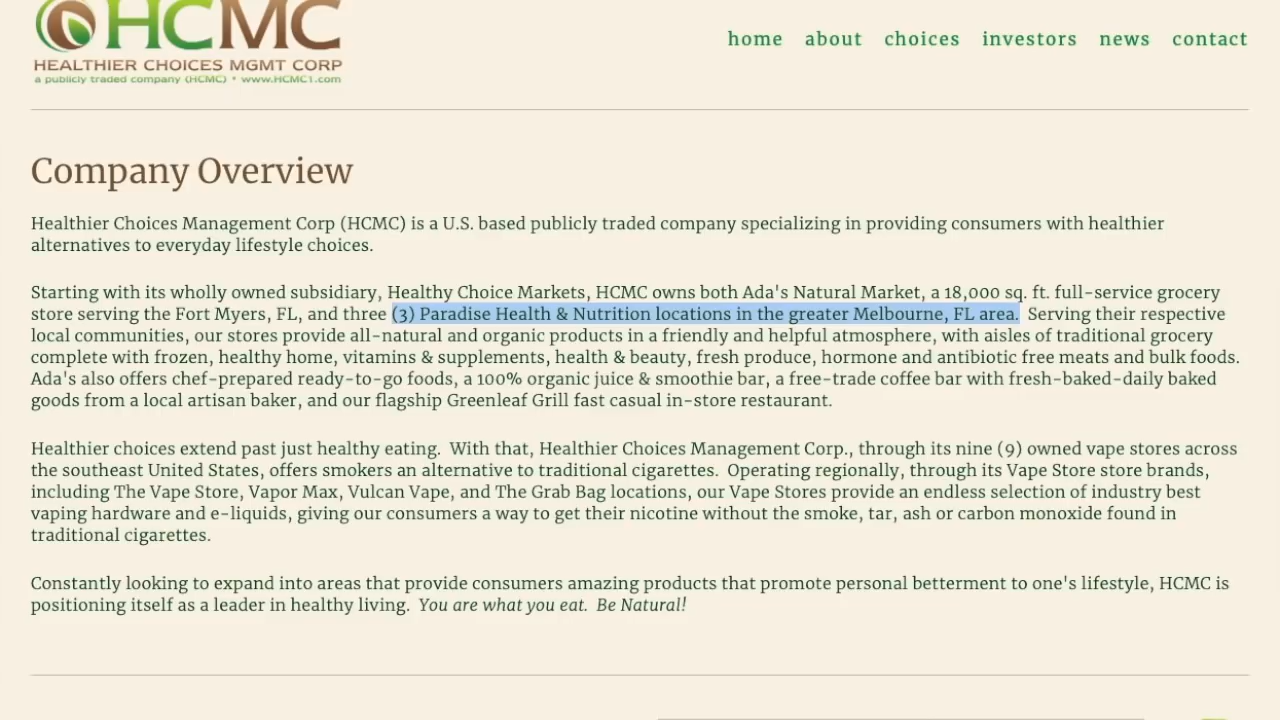 HCMC
HEALTHIER CHOICES MGMT CORP
a publicly traded company (HCMC) • www.HCMC1.com
home about choices investors news contact
Company Overview
Healthier Choices Management Corp (HCMC) is a U.S. based publicly traded company specializing in providing consumers with healthier
alternatives to everyday lifestyle choices.
Starting with its wholly owned subsidiary, Healthy Choice Markets, HCMC owns both Ada's Natural Market, a 18,000 sq. ft. full-service grocery
store serving the Fort Myers, FL, and three (3) Paradise Health & Nutrition locations in the greater Melbourne, FL area. Serving their respective
local communities, our stores provide all-natural and organic products in a friendly and helpful atmosphere, with aisles of traditional grocery
complete with frozen, healthy home, vitamins & supplements, health & beauty, fresh produce, hormone and antibiotic free meats and bulk foods.
Ada's also offers chef-prepared ready-to-go foods, a 100% organic juice & smoothie bar, a free-trade coffee bar with fresh-baked-daily baked
goods from a local artisan baker, and our flagship Greenleaf Grill fast casual in-store restaurant.
Healthier choices extend past just healthy eating. With that, Healthier Choices Management Corp., through its nine (9) owned vape stores across
the southeast United States, offers smokers an alternative to traditional cigarettes. Operating regionally, through its Vape Store store brands,
including The Vape Store, Vapor Max, Vulcan Vape, and The Grab Bag locations, our Vape Stores provide an endless selection of industry best
vaping hardware and e-liquids, giving our consumers a way to get their nicotine without the smoke, tar, ash or carbon monoxide found in
traditional cigarettes.
Constantly looking to expand into areas that provide consumers amazing products that promote personal betterment to one's lifestyle, HCMC is
positioning itself as a leader in healthy living. You are what you eat. Be Natural!